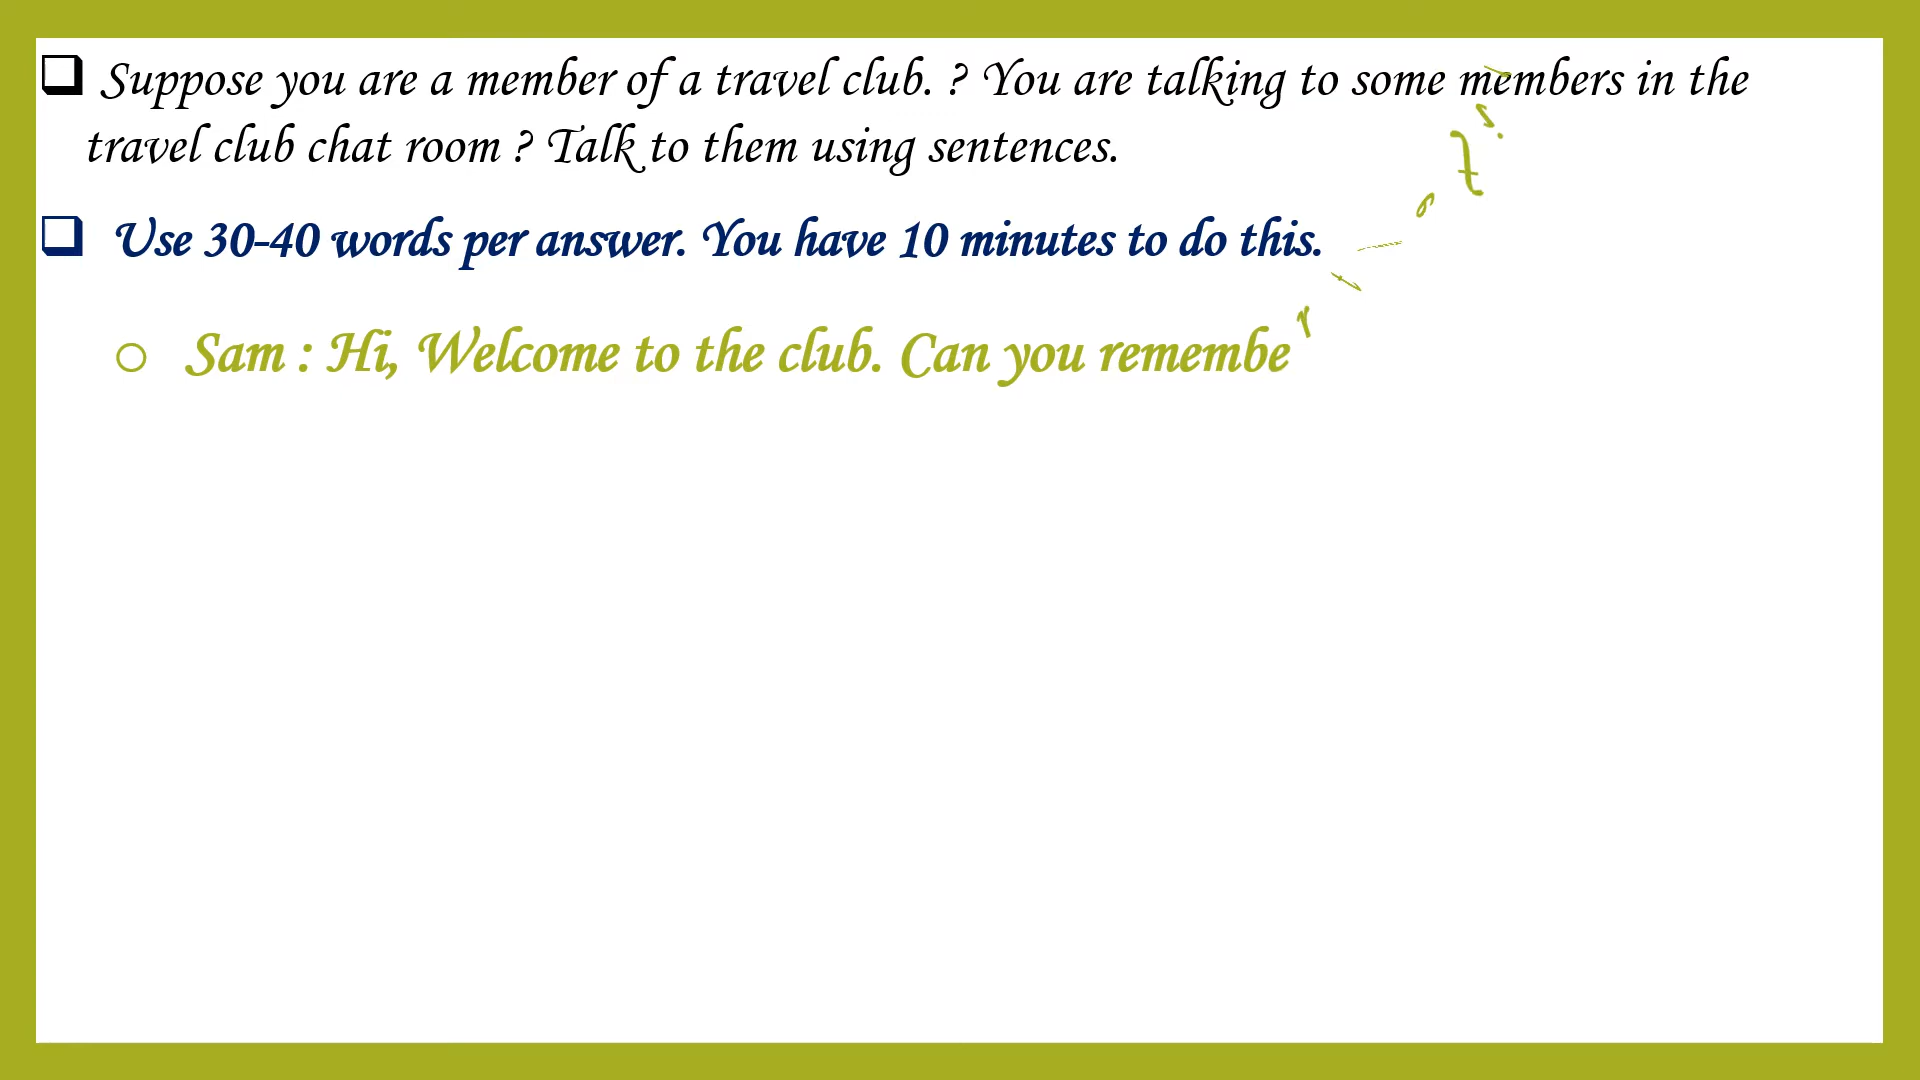 Suppose you are a member of a travel club. ? You are talking to some members in the
travel club chat room ? Talk to them using sentences.
Use 30-40 words per answer. You have 10 minutes to do this.
Sam : Hi, Welcome to the club. Can you remember